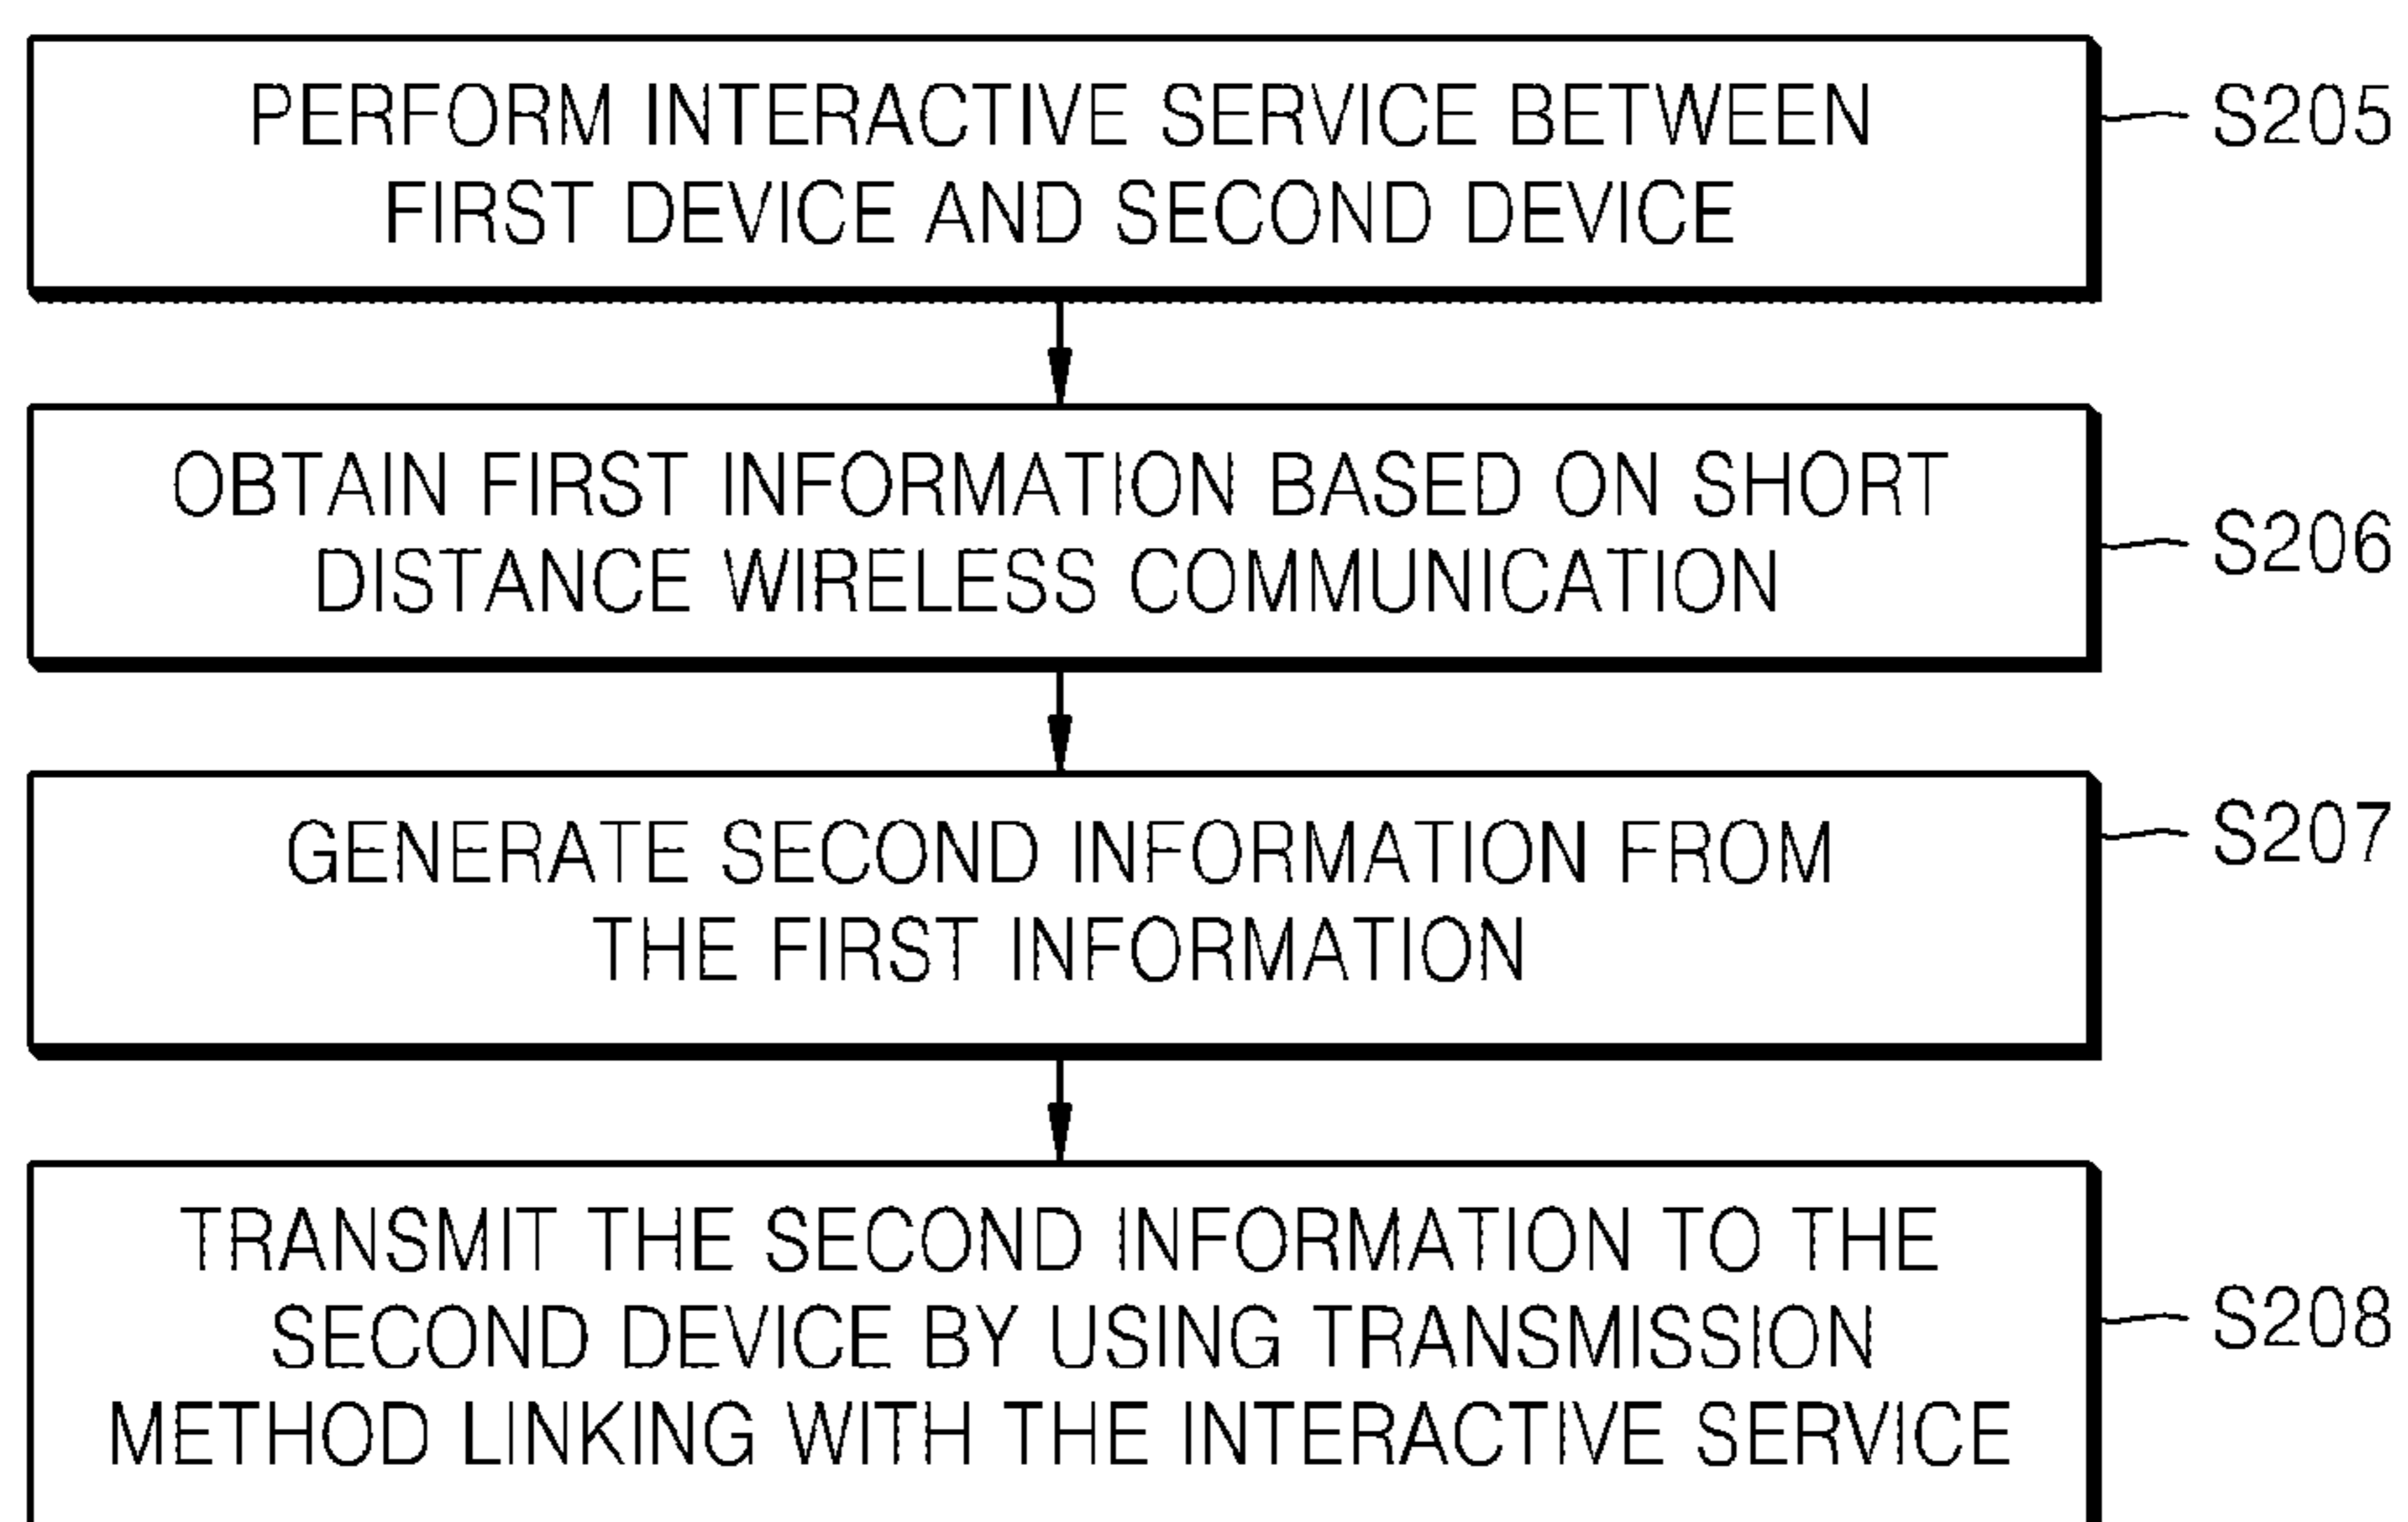 PERFORM INTERACTIVE SERVICE BETWEEN
FIRST DEVICE AND SECOND DEVICE
S205
OBTAIN FIRST INFORMATION BASED ON SHORT
DISTANCE WIRELESS COMMUNICATION
S206
GENERATE SECOND INFORMATION FROM
THE FIRST INFORMATION
S207
TRANSMIT THE SECOND INFORMATION TO THE
SECOND DEVICE BY USING TRANSMISSION
METHOD LINKING WITH THE INTERACTIVE SERVICE
S208